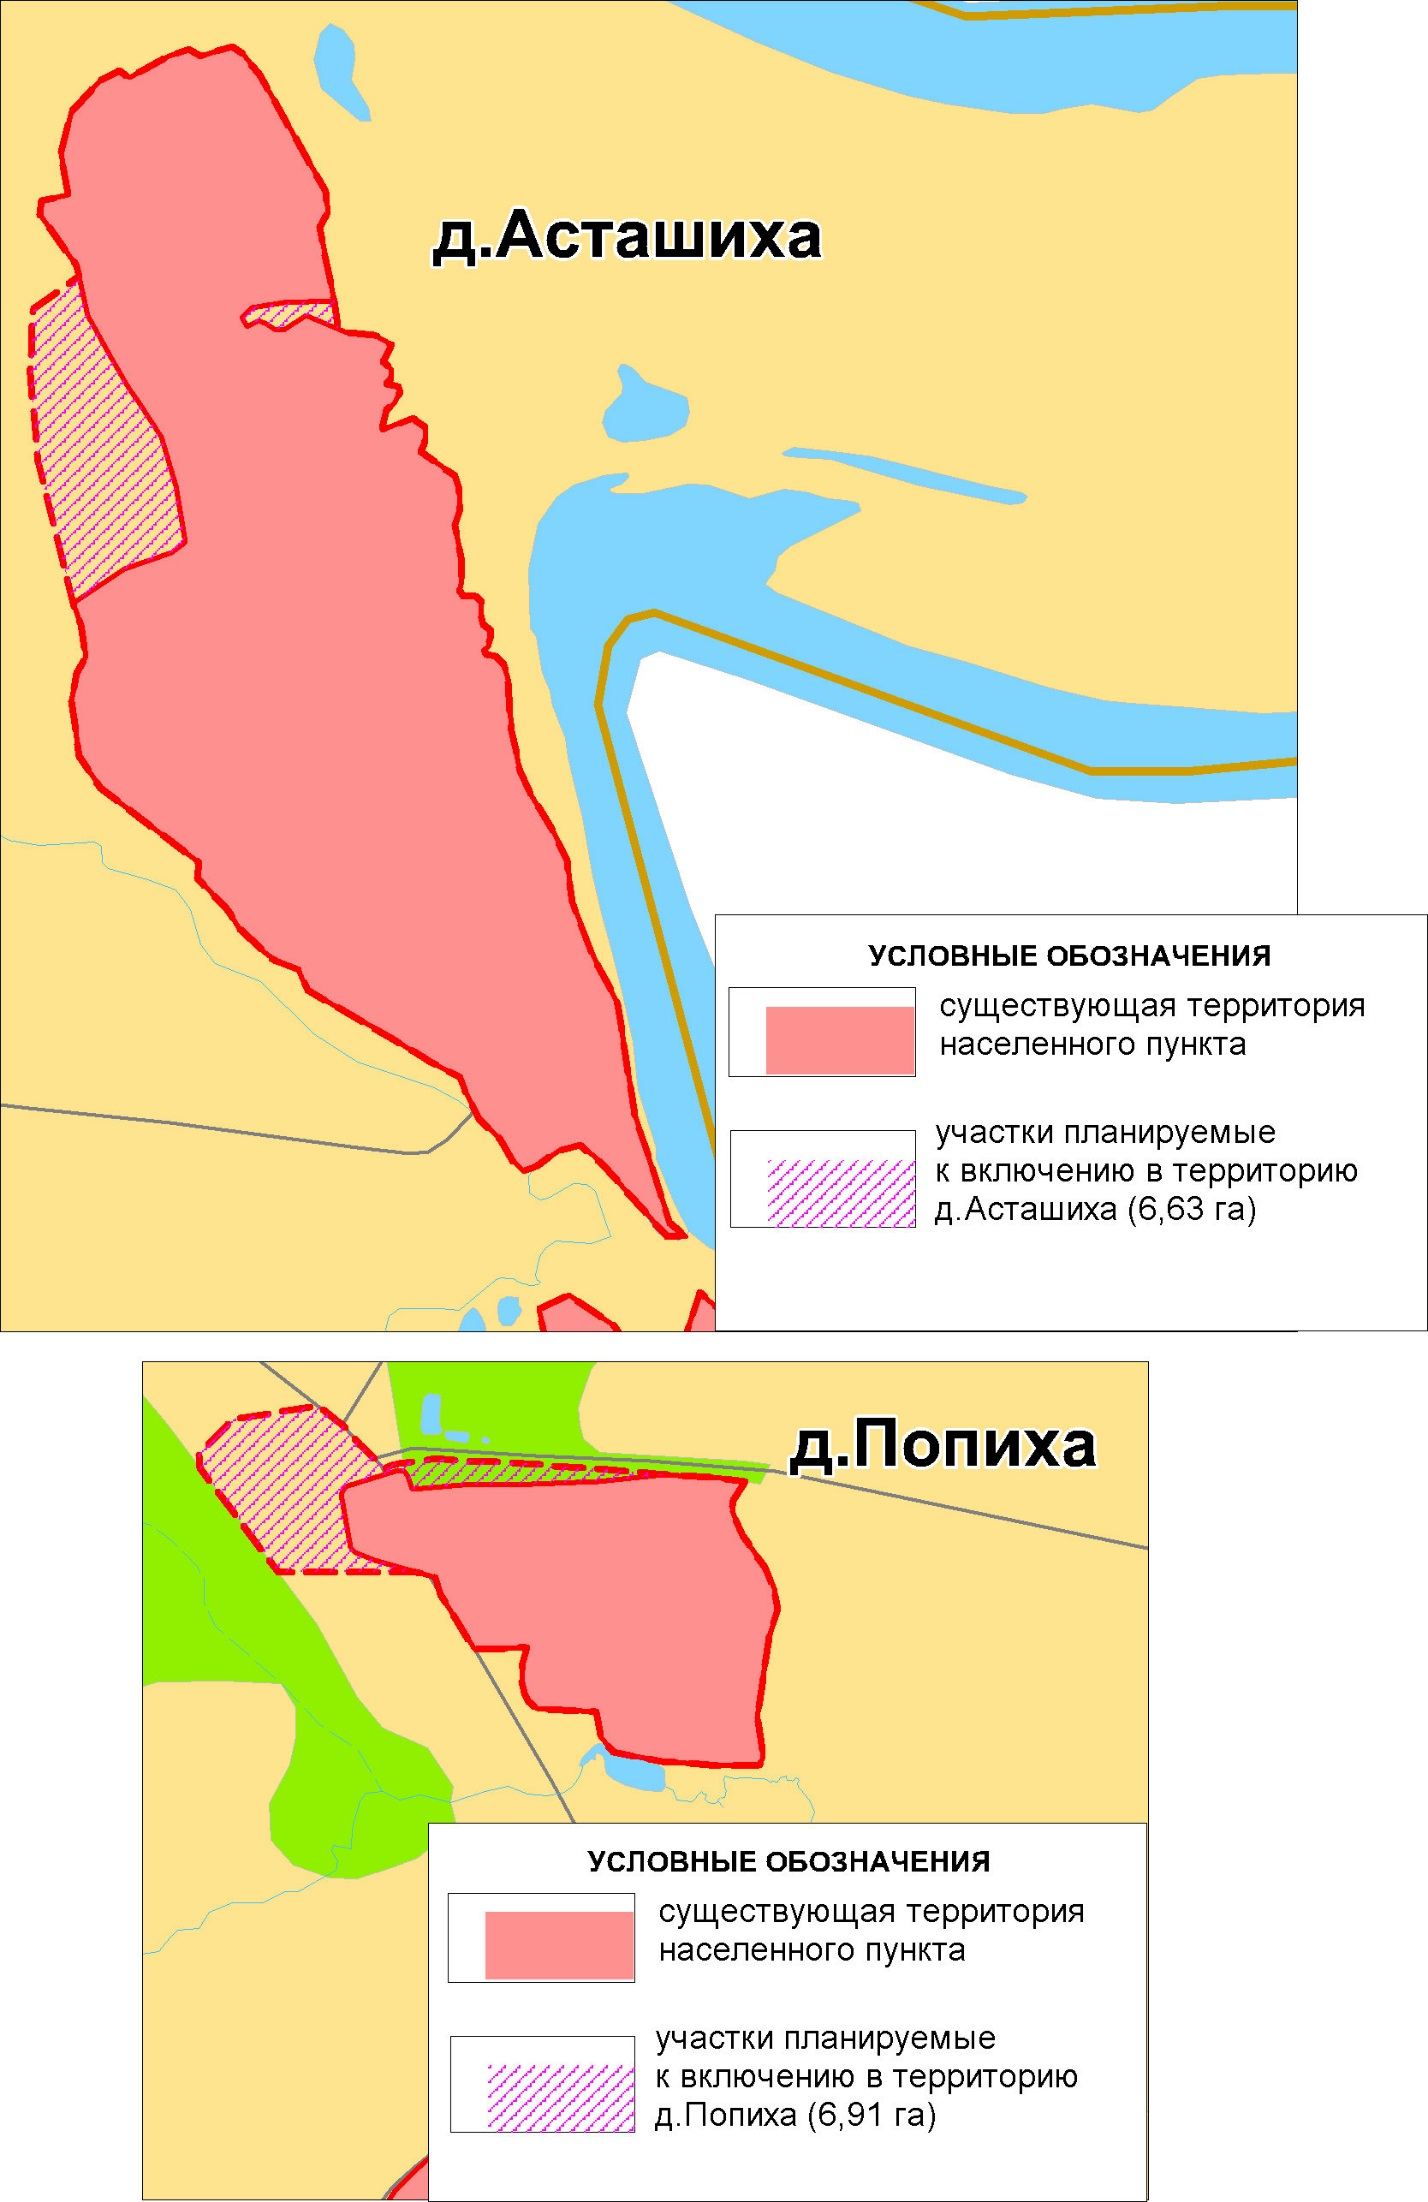 д.Асташиха
УСЛОВНЫЕ ОБОЗНАЧЕНИЯ
существующая территория
населенного пункта
участки планируемые
к включению в территорию
д.Асташиха (6,63 га)
д.Попиха
УСЛОВНЫЕ ОБОЗНАЧЕНИЯ
существующая территория
населенного пункта
участки планируемые
к включению в территорию
д.Попиха (6,91 га)